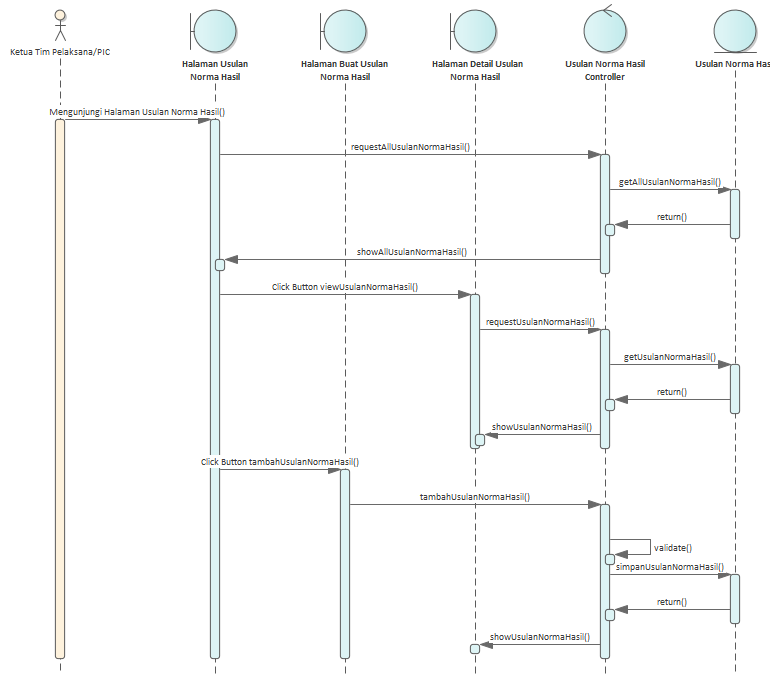 Ketua Tim Pelaksana/PIC
Halaman Usulan
Norma Hasil
Halaman Buat Usulan
Norma Hasil
Halaman Detail Usulan
Norma Hasil
Usulan Norma Hasil
Controller
Usulan Norma Has
Mengunjungi Halaman Usulan Norma Hasil()
requestAllUsulanNormaHasil()
getAllUsulanNormaHasil()
return()
showAllUsulanNormaHasil()
Click Button viewUsulanNormaHasil()
requestUsulanNormaHasil()
getUsulanNormaHasil()
return()
showUsulanNormaHasil()
Click Button tambahUsulanNormaHasil()
tambahUsulanNormaHasil()
validate()
simpanUsulanNormaHasil()
return()
showUsulanNormaHasil()